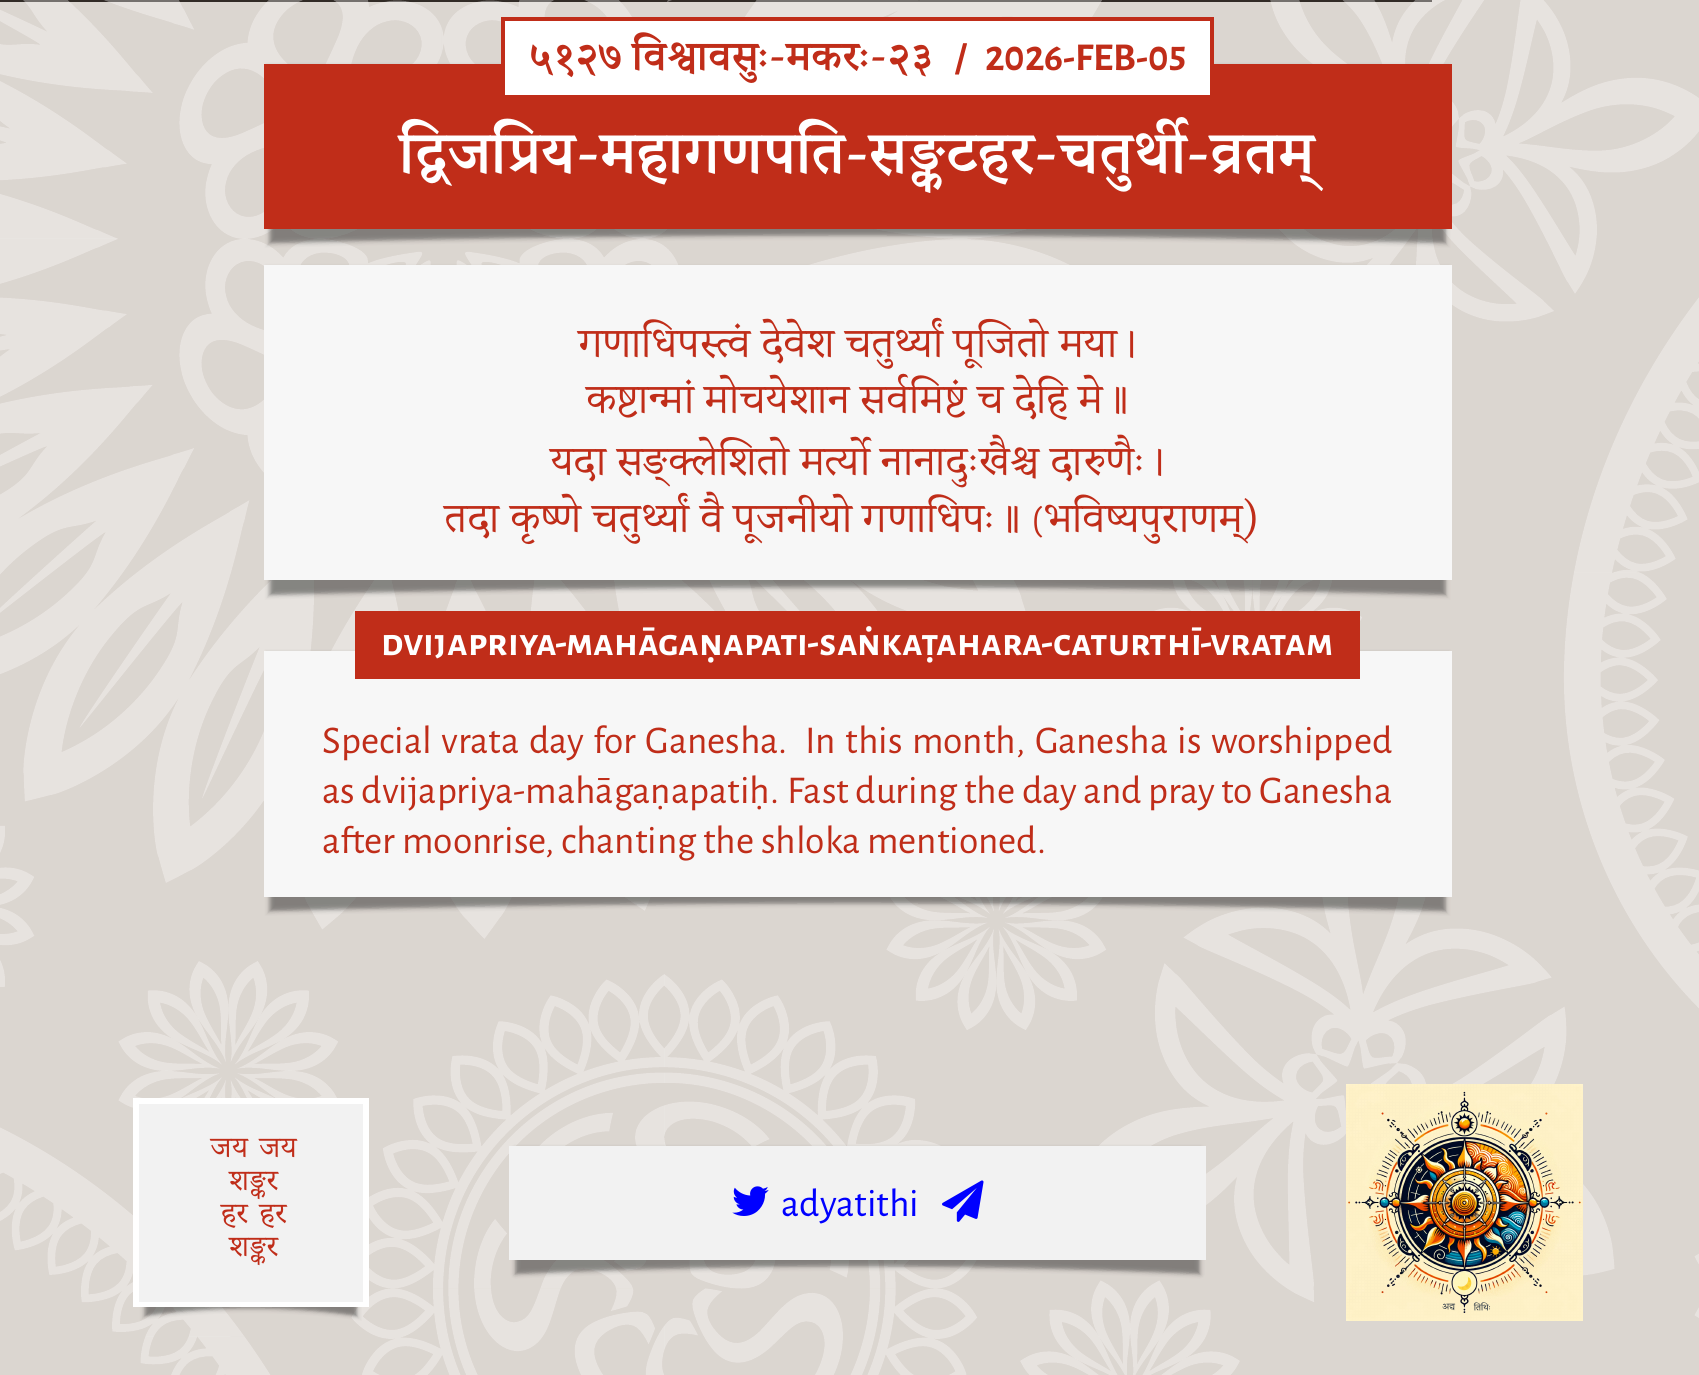 ५१२७ विश्वावसुः-मकरः-२३ / 2026-FEB-05
द्विजप्रिय-महागणपति-सङ्कटहर-चतुर्थी-व्रतम्
गणाधिपस्त्वं देवेश चतुर्थ्यां पूजितो मया।
कष्टान्मां मोचयेशान सर्वमिष्टं च देहि मे॥
यदा सङ्क्लेशितो मर्त्यो नानादुःखैश्च दारुणैः।
तदा कृष्णे चतुर्थ्यां वै पूजनीयो गणाधिपः॥ (भविष्यपुराणम्)
DVIJAPRIYA-MAHĀGAṆAPATI-SAṄKAṬAHARA-CATURTHĪ-VRATAM
Special vrata day for Ganesha. In this month, Ganesha is worshipped
as dvijapriya-mahāgaṇapatiḥ. Fast during the day and pray to Ganesha
after moonrise, chanting the shloka mentioned.
जय जय
शङ्कर
हर हर
शङ्कर
adyatithi
अद्य तिथिः